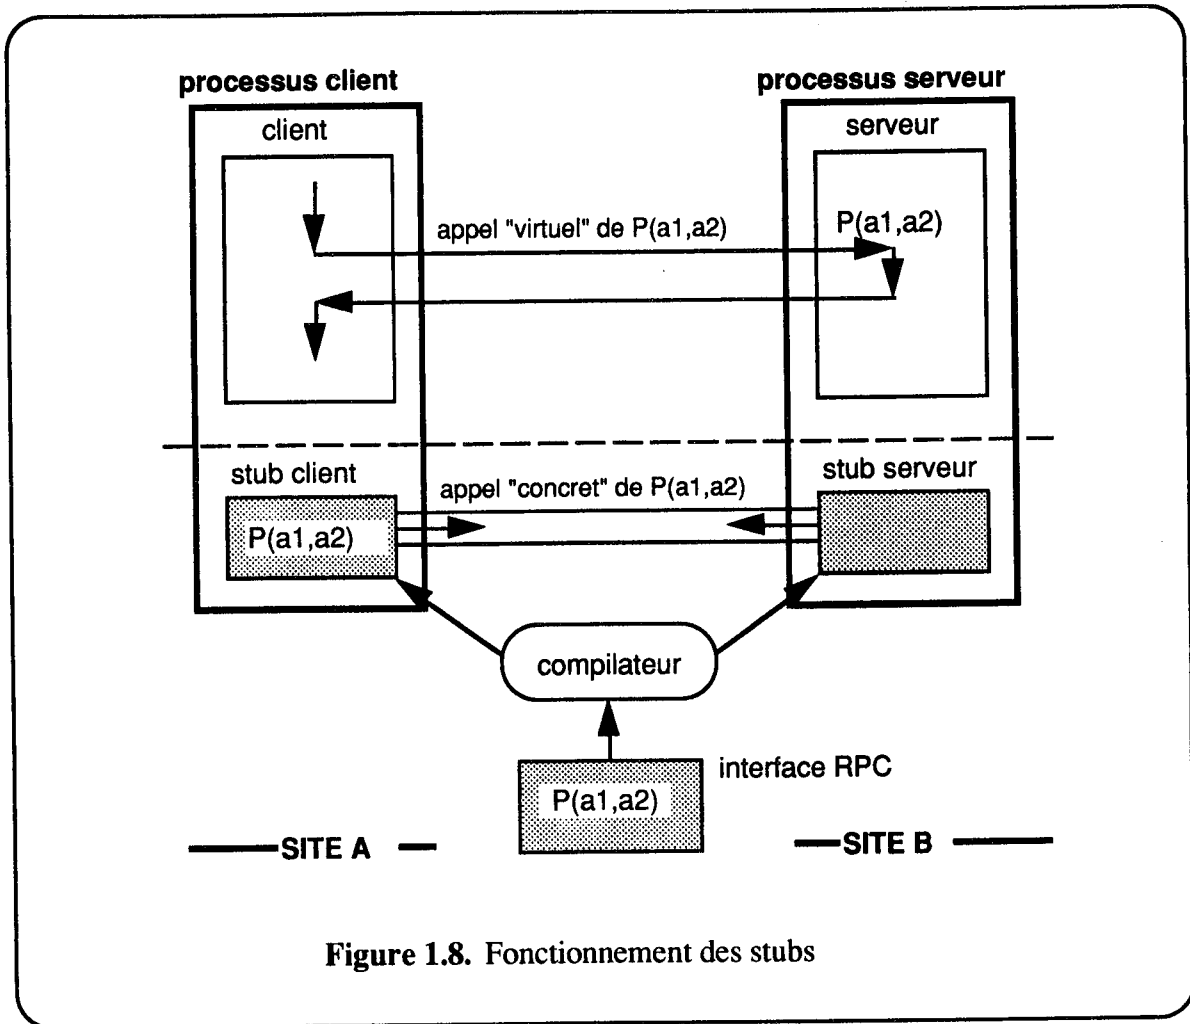 processus client
processus serveur
client
serveur
appel "virtuel" de P(a1,a2)
P(a1,a2)
stub client
stub serveur
appel "concret" de P(a1,a2)
P(a1,a2)
compilateur
interface RPC
P(a1,a2)
SITE A
SITE B
Figure 1.8. Fonctionnement des stubs